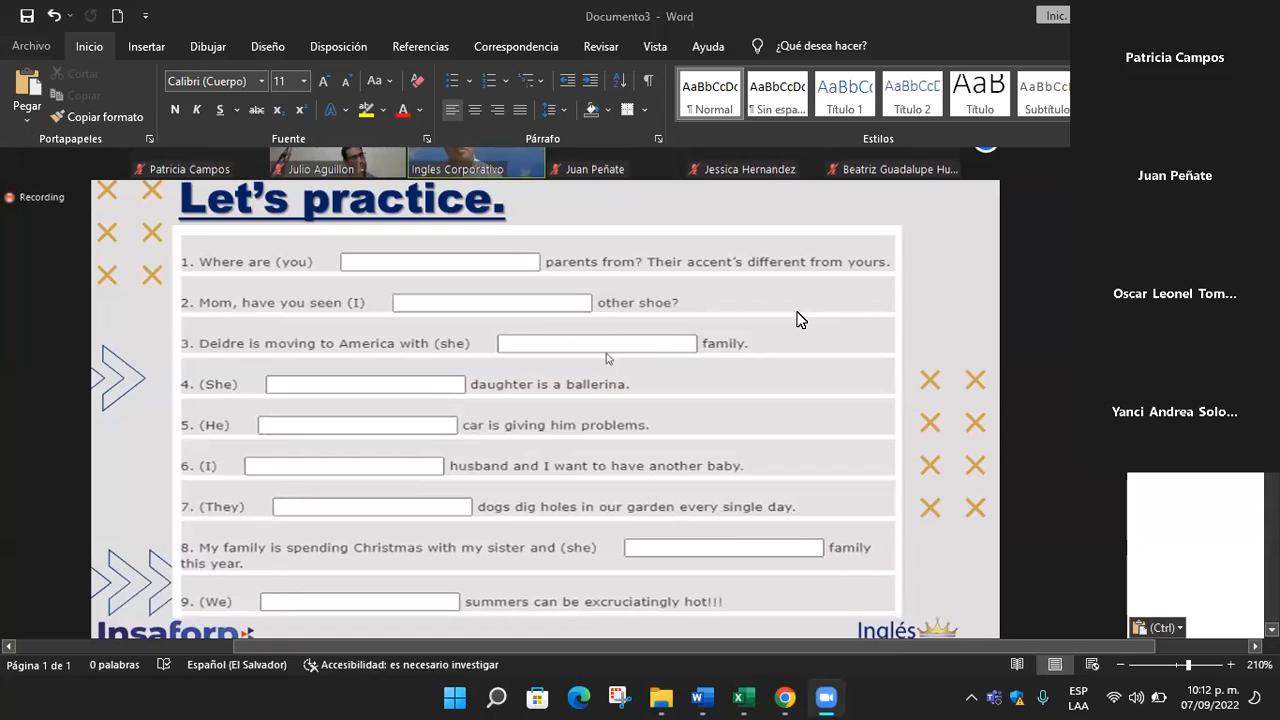 Documento3 - Word
Inic.
Archivo Inicio Insertar Dibujar Diseño Disposición Referencias Correspondencia Revisar Vista Ayuda ¿Qué desea hacer?
Pegar
Cortar
Copiar
Copiar formato
Calibri (Cuerpo) 11
AaBbCcDc AaBbCcDc AaBbC AaBbCcD AaB AaBbCcD
¶ Normal ¶ Sin espa... Título 1 Título 2 Título Subtítulo
Portapapeles Fuente Párrafo Estilos
Patricia Campos Julio Aguillon Ingles Corporativo Juan Peñate Jessica Hernandez Beatriz Guadalupe Hu...
Recording
Let's practice.
1. Where are (you) parents from? Their accent's different from yours.
2. Mom, have you seen (I) other shoe?
3. Deidre is moving to America with (she) family.
4. (She) daughter is a ballerina.
5. (He) car is giving him problems.
6. (I) husband and I want to have another baby.
7. (They) dogs dig holes in our garden every single day.
8. My family is spending Christmas with my sister and (she) family
this year.
9. (We) summers can be excruciatingly hot!!!
Insaforp Inglés
Patricia Campos
Juan Peñate
Oscar Leonel Tom...
Yanci Andrea Solo...
(Ctrl)
Página 1 de 1 0 palabras Español (El Salvador) Accesibilidad: es necesario investigar 210%
ESP
LAA
10:12 p. m.
07/09/2022